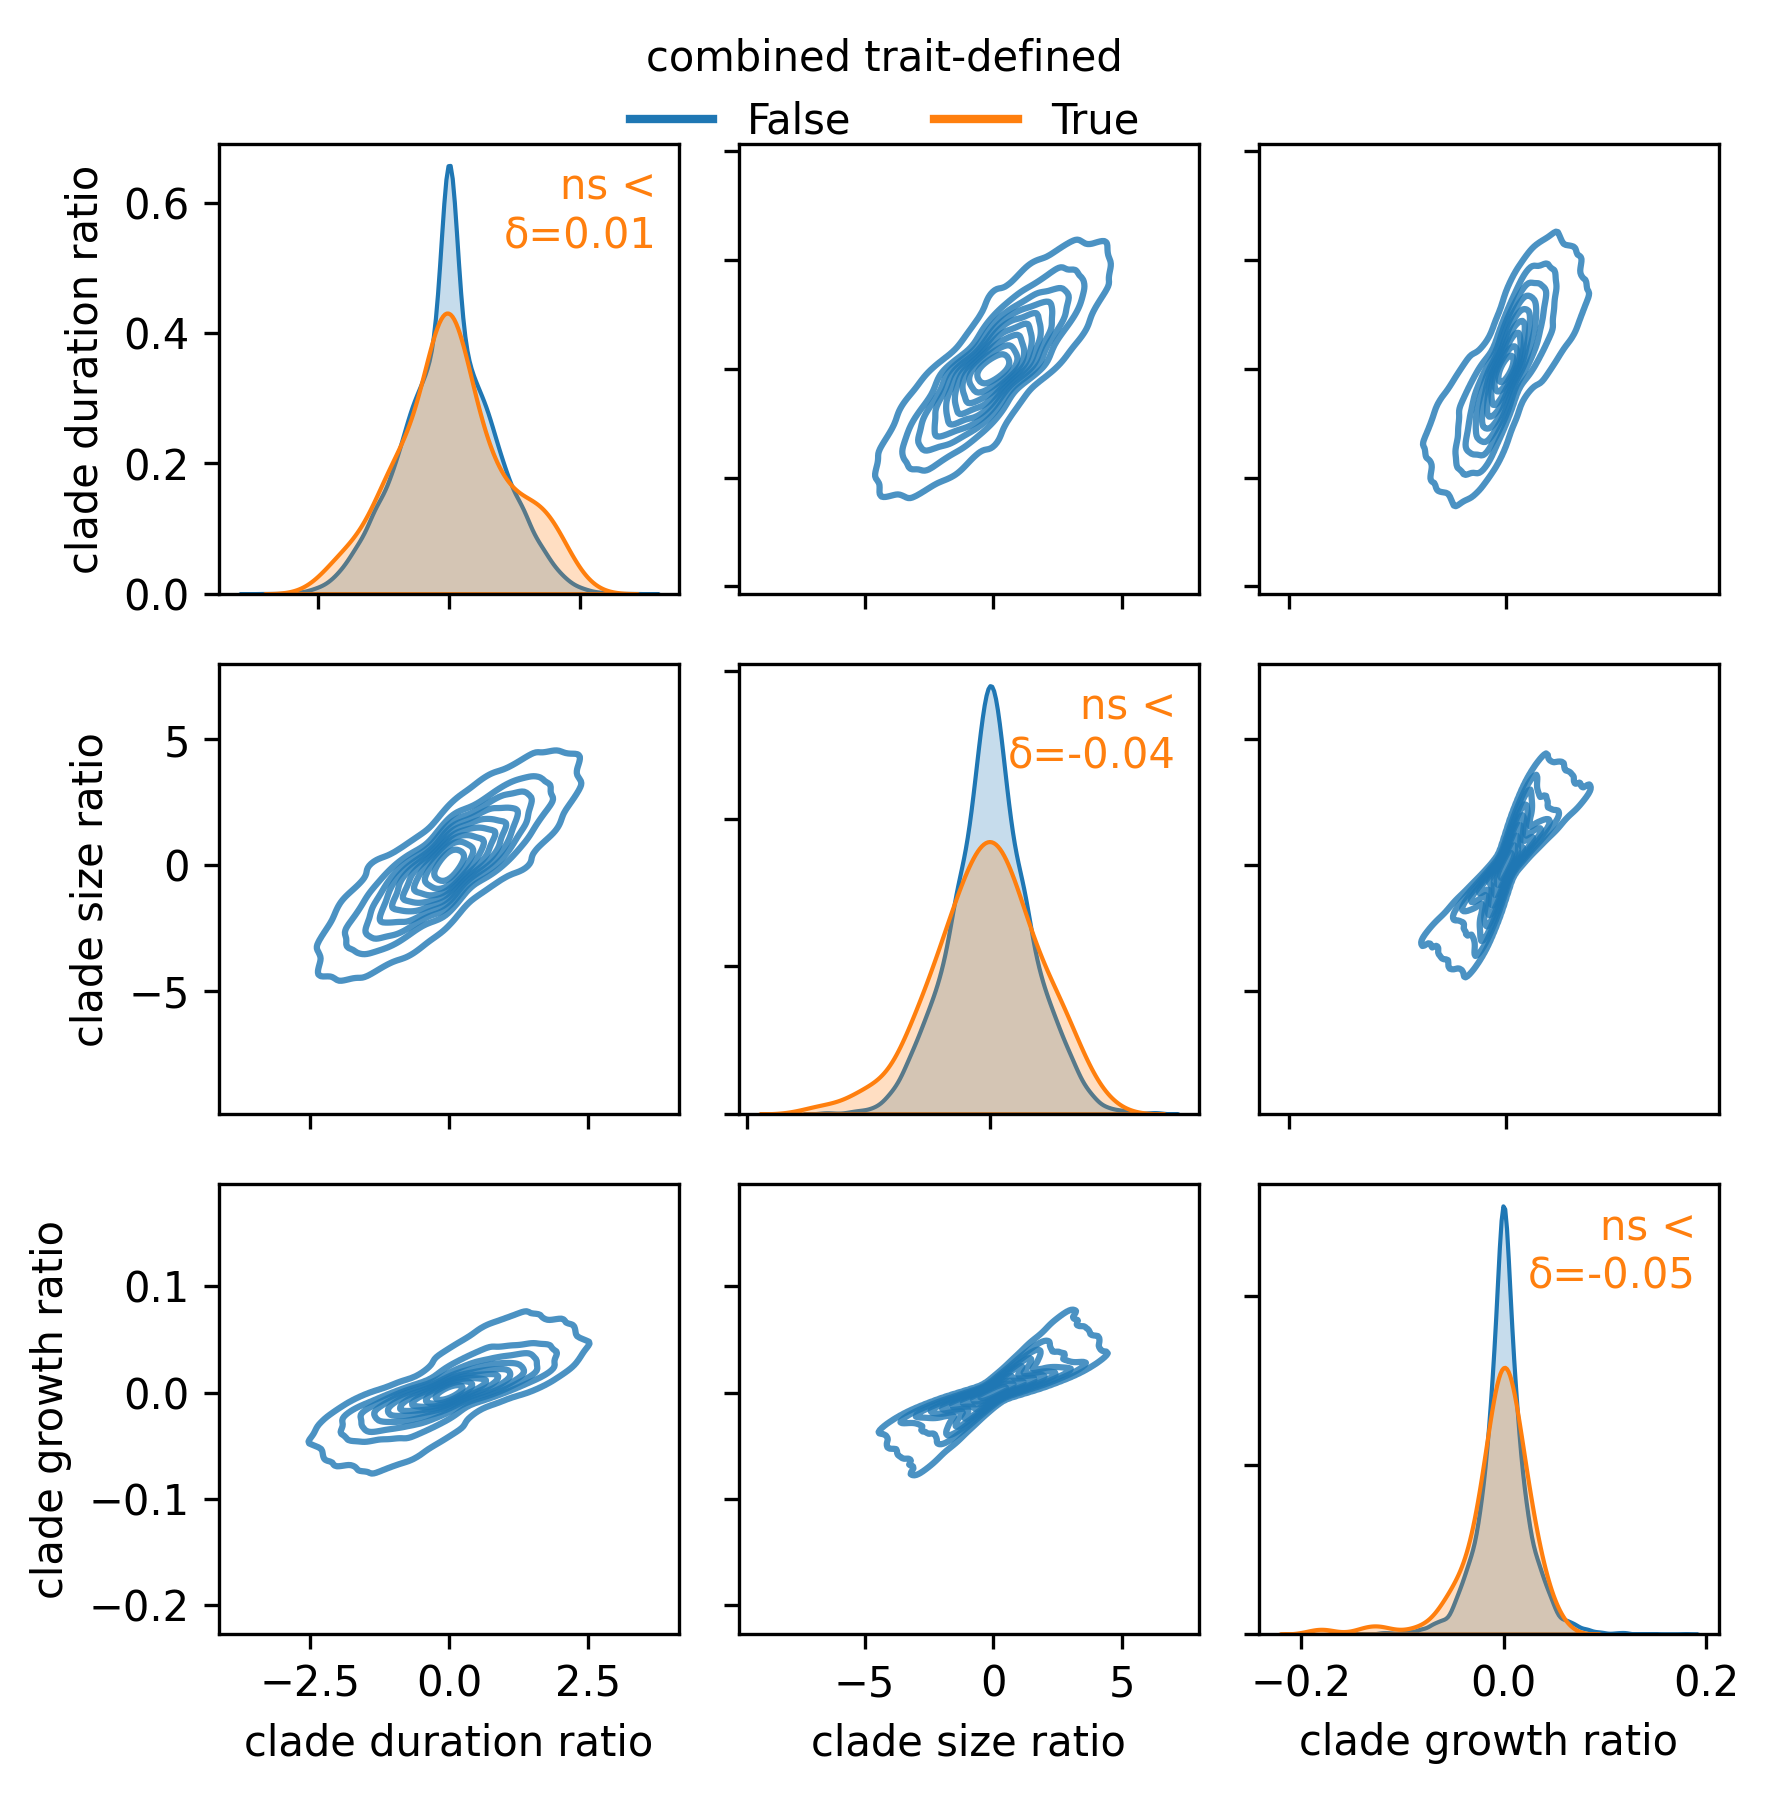 combined trait-defined
False True
clade duration ratio
0.6
0.4
0.2
0.0
ns <
δ=0.01
clade size ratio
5
0
−5
ns <
δ=-0.04
clade growth ratio
0.1
0.0
−0.1
−0.2
ns <
δ=-0.05
−2.5 0.0 2.5
−5 0 5
−0.2 0.0 0.2
clade duration ratio
clade size ratio
clade growth ratio